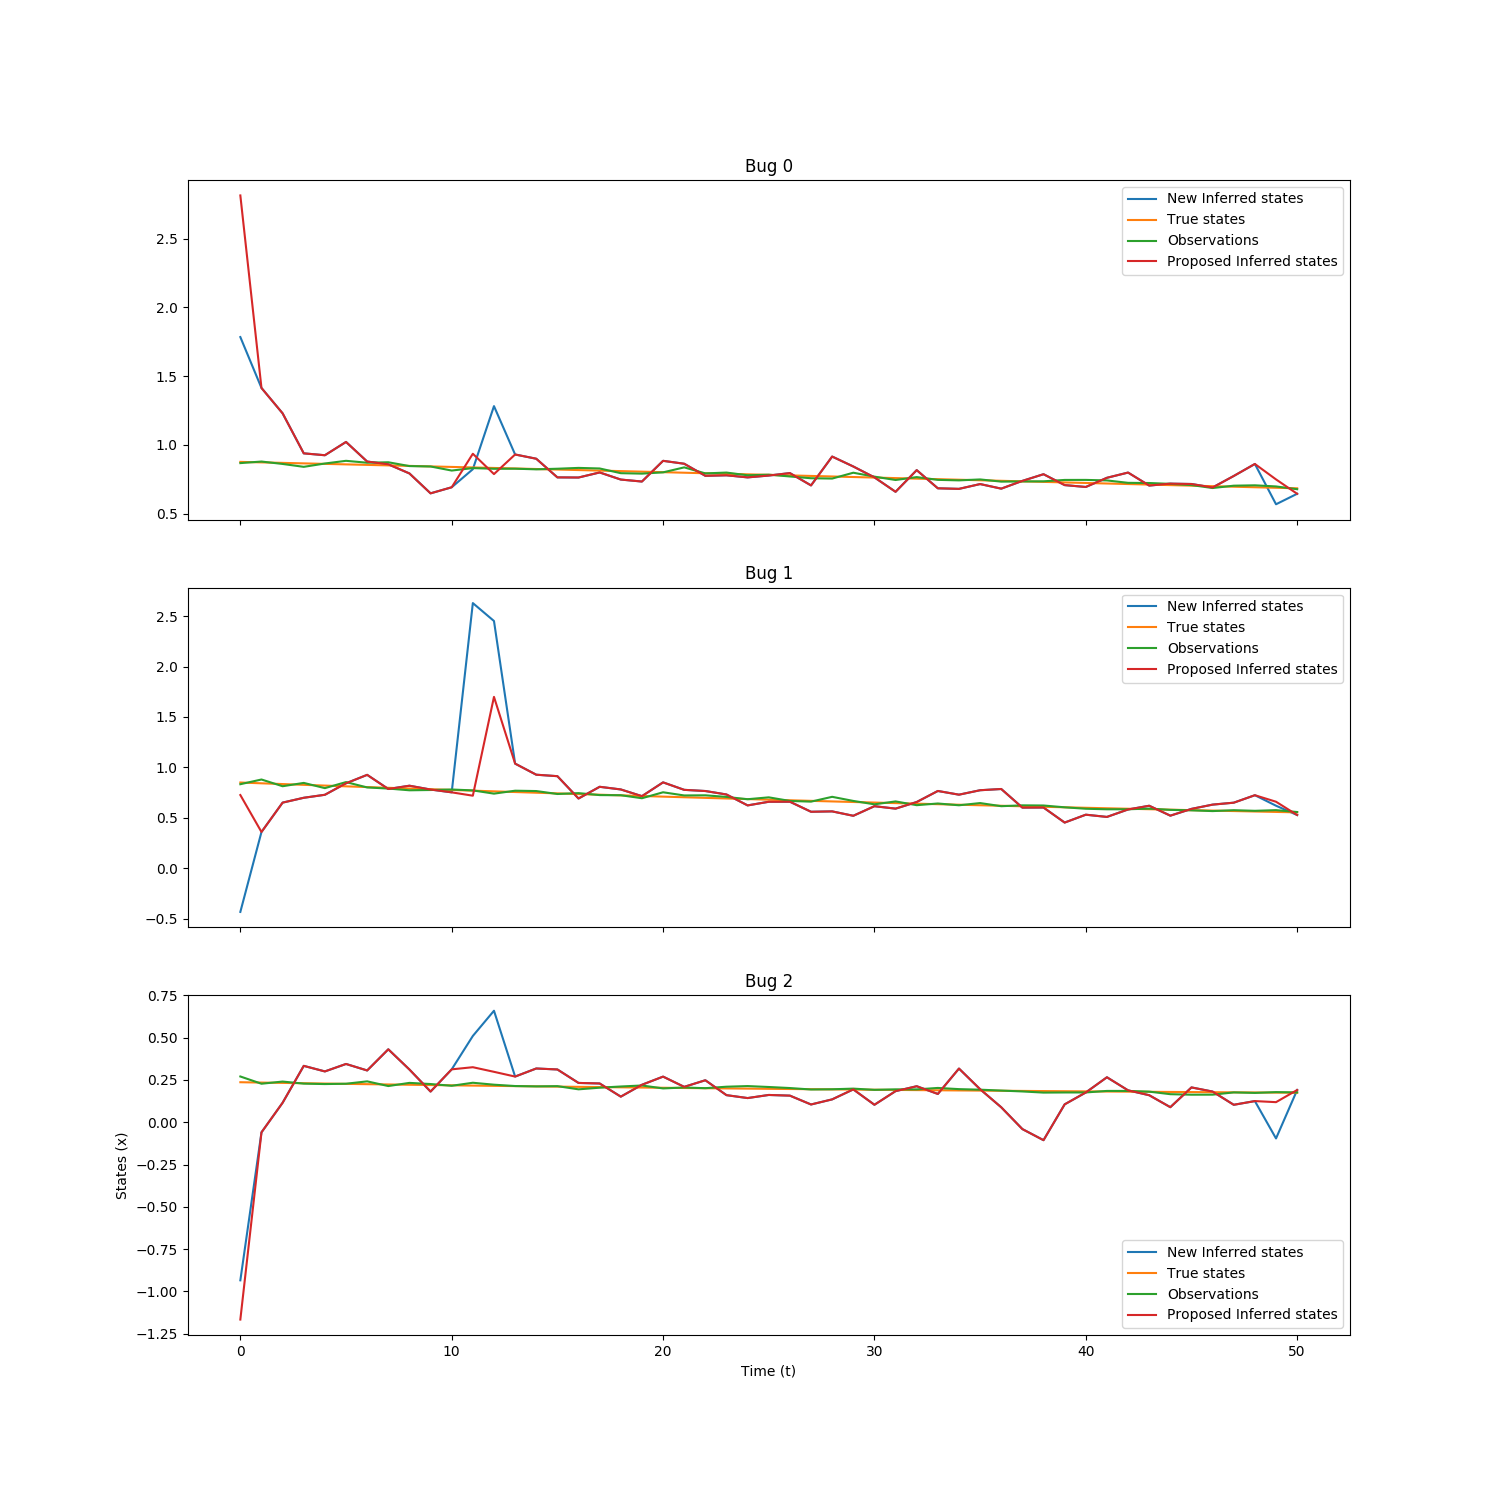 Bug 0
New Inferred states
True states
Observations
Proposed Inferred states
2.5
2.0
1.5
1.0
0.5
Bug 1
New Inferred states
True states
Observations
Proposed Inferred states
2.5
2.0
1.5
1.0
0.5
0.0
−0.5
Bug 2
0.75
0.50
0.25
0.00
−0.25
−0.50
−0.75
−1.00
−1.25
States (x)
New Inferred states
True states
Observations
Proposed Inferred states
0 10 20 30 40 50
Time (t)